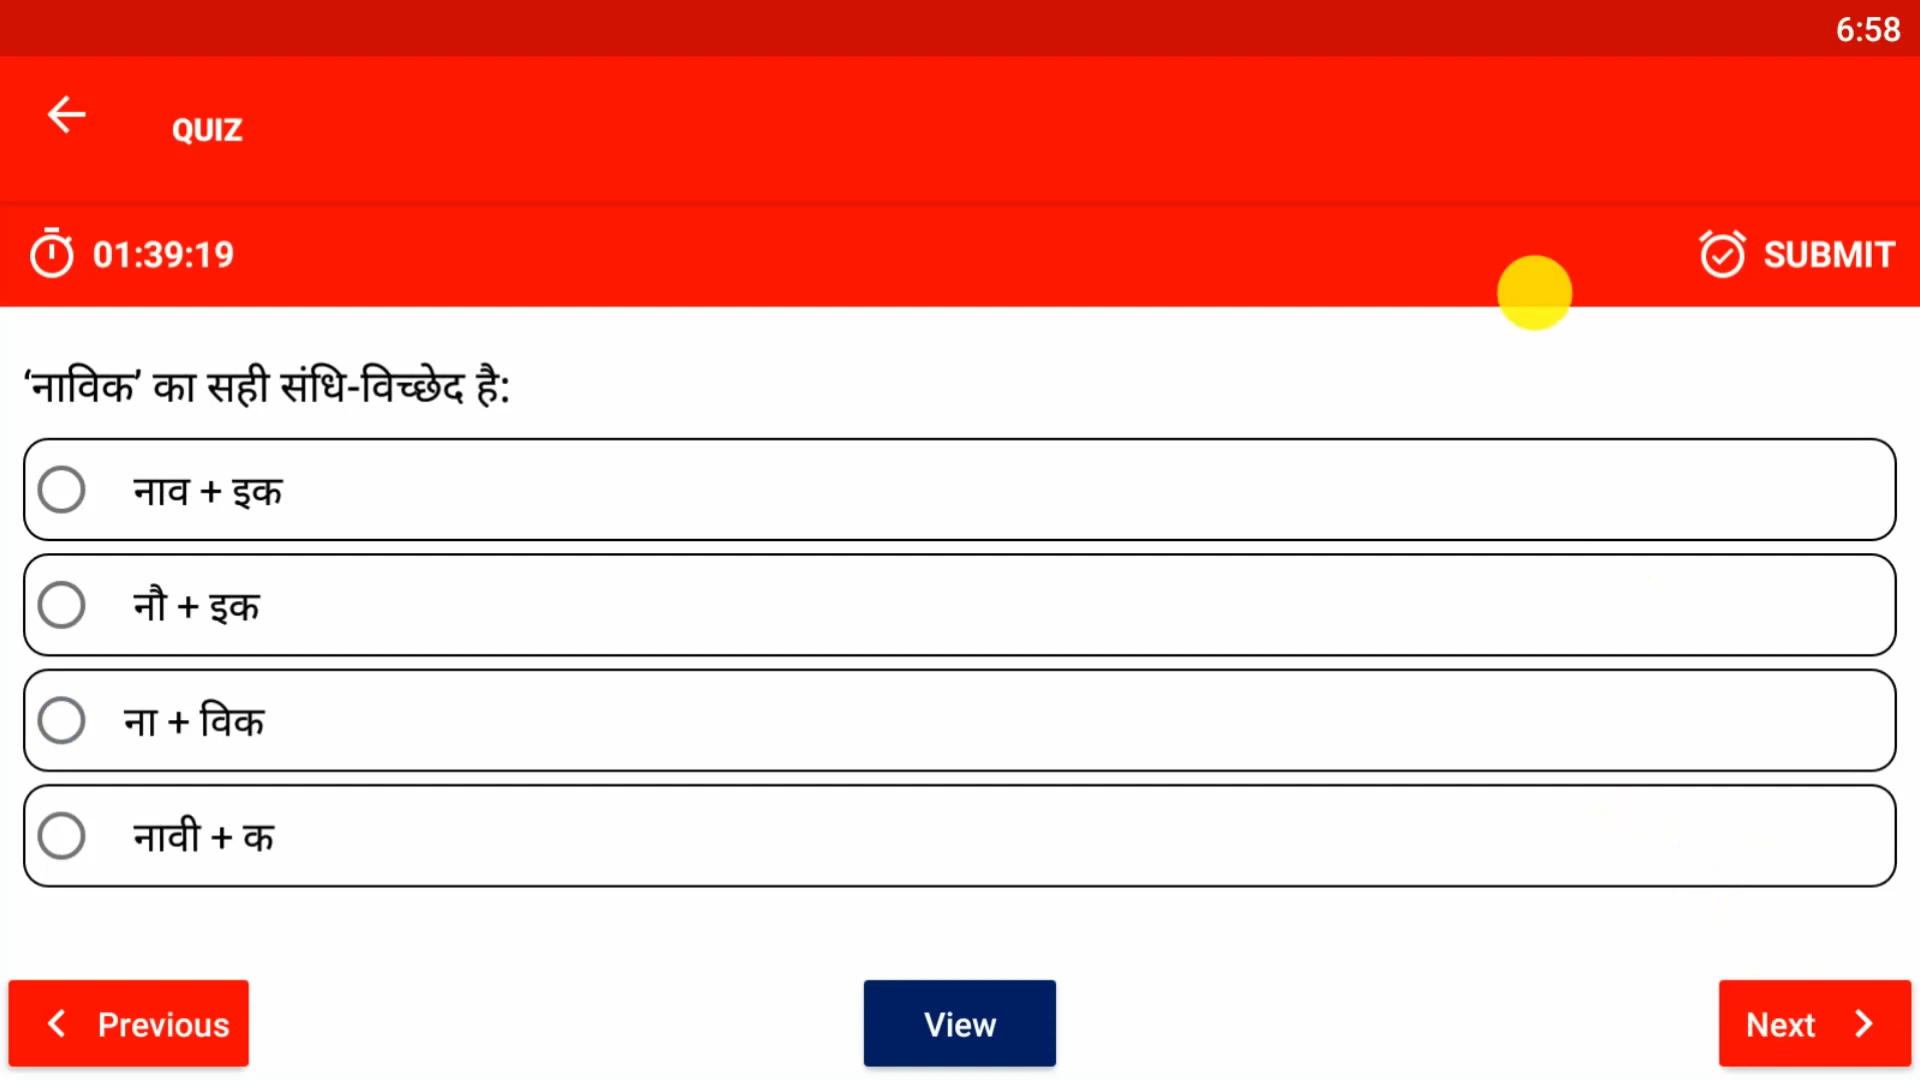 6:58
QUIZ
01:39:19
SUBMIT
‘नाविक’ का सही संधि-विच्छेद है:
नाव + इक
नौ + इक
ना + विक
नावी + क
Previous
View
Next